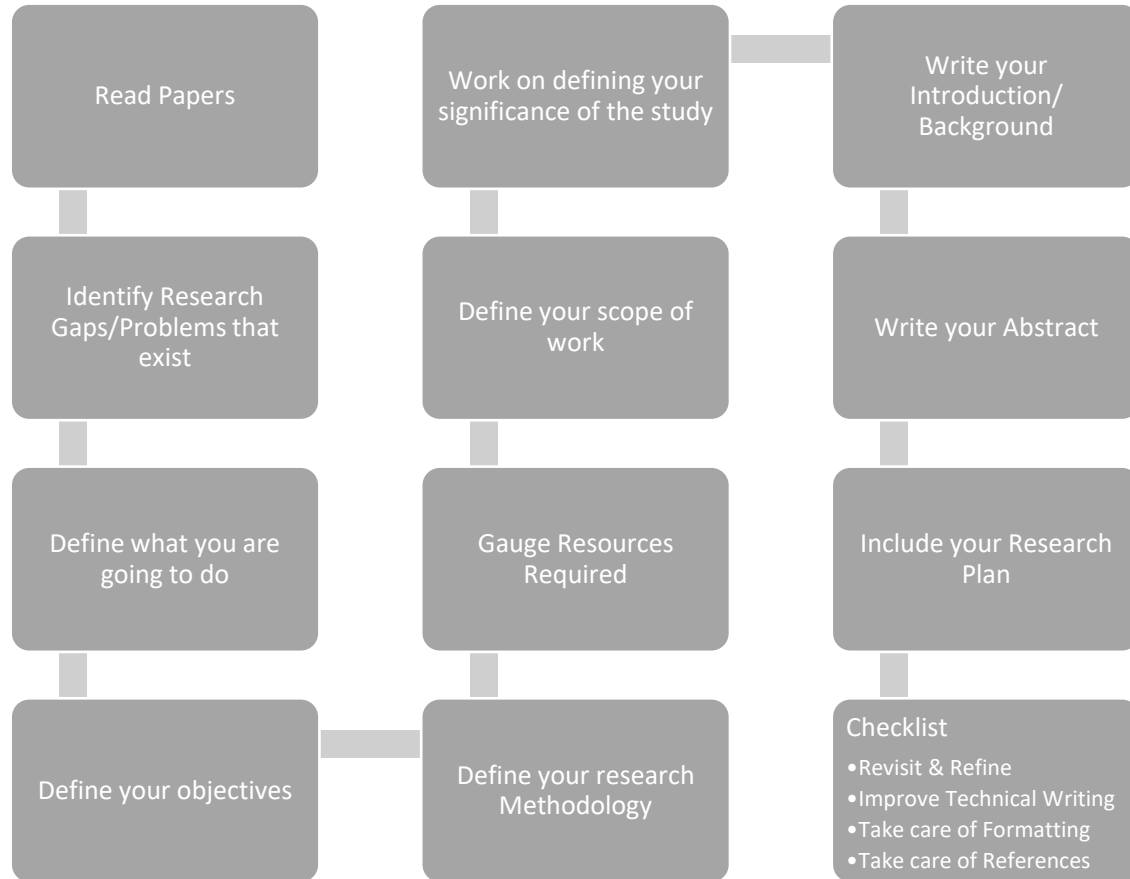 Read Papers
Identify Research
Gaps/Problems that
exist
Define what you are
going to do
Define your objectives
Define your research
Methodology
Gauge Resources
Required
Define your scope of
work
Work on defining your
significance of the study
Write your
Introduction/
Background
Write your Abstract
Include your Research
Plan
Checklist
•Revisit & Refine
•Improve Technical Writing
•Take care of Formatting
•Take care of References